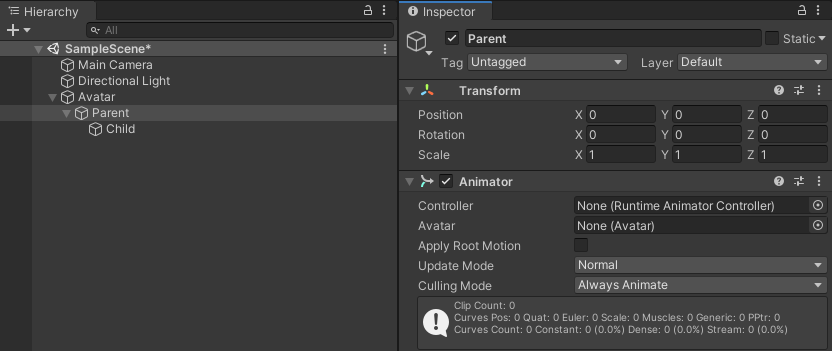 Hierarchy
All
SampleScene*
Main Camera
Directional Light
Avatar
Parent
Child
Inspector
Parent
Static
Tag Untagged Layer Default
Transform
Position X 0 Y 0 Z 0
Rotation X 0 Y 0 Z 0
Scale X 1 Y 1 Z 1
Animator
Controller None (Runtime Animator Controller)
Avatar None (Avatar)
Apply Root Motion
Update Mode Normal
Culling Mode Always Animate
Clip Count: 0
Curves Pos: 0 Quat: 0 Euler: 0 Scale: 0 Muscles: 0 Generic: 0 PPtr: 0
Curves Count: 0 Constant: 0 (0.0%) Dense: 0 (0.0%) Stream: 0 (0.0%)